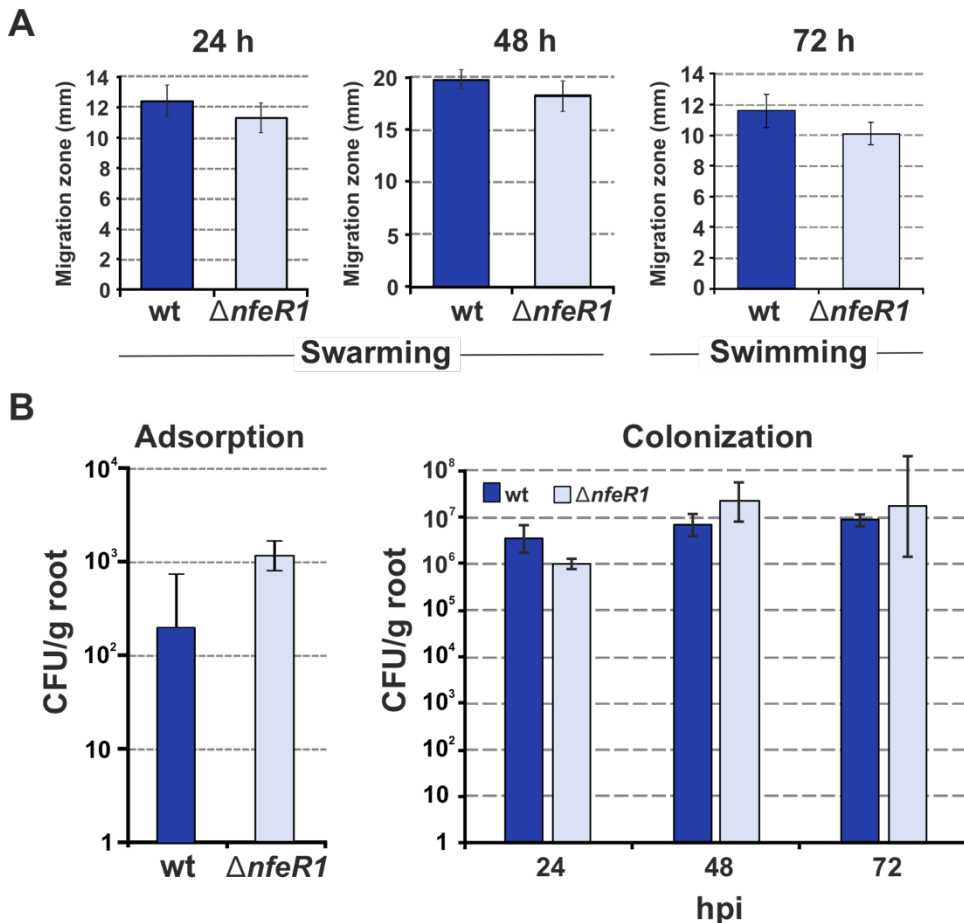 A
24 h
48 h
72 h
Migration zone (mm)
14
12
10
8
6
4
2
0
wt
ΔnfeR1
Migration zone (mm)
20
15
10
5
0
wt
ΔnfeR1
Migration zone (mm)
14
12
10
8
6
4
2
0
wt
ΔnfeR1
Swarming
Swimming
B
Adsorption
CFU/g root
10⁴
10³
10²
10
1
wt
ΔnfeR1
Colonization
wt
ΔnfeR1
CFU/g root
10⁸
10⁷
10⁶
10⁵
10⁴
10³
10²
10
1
24
48
72
hpi